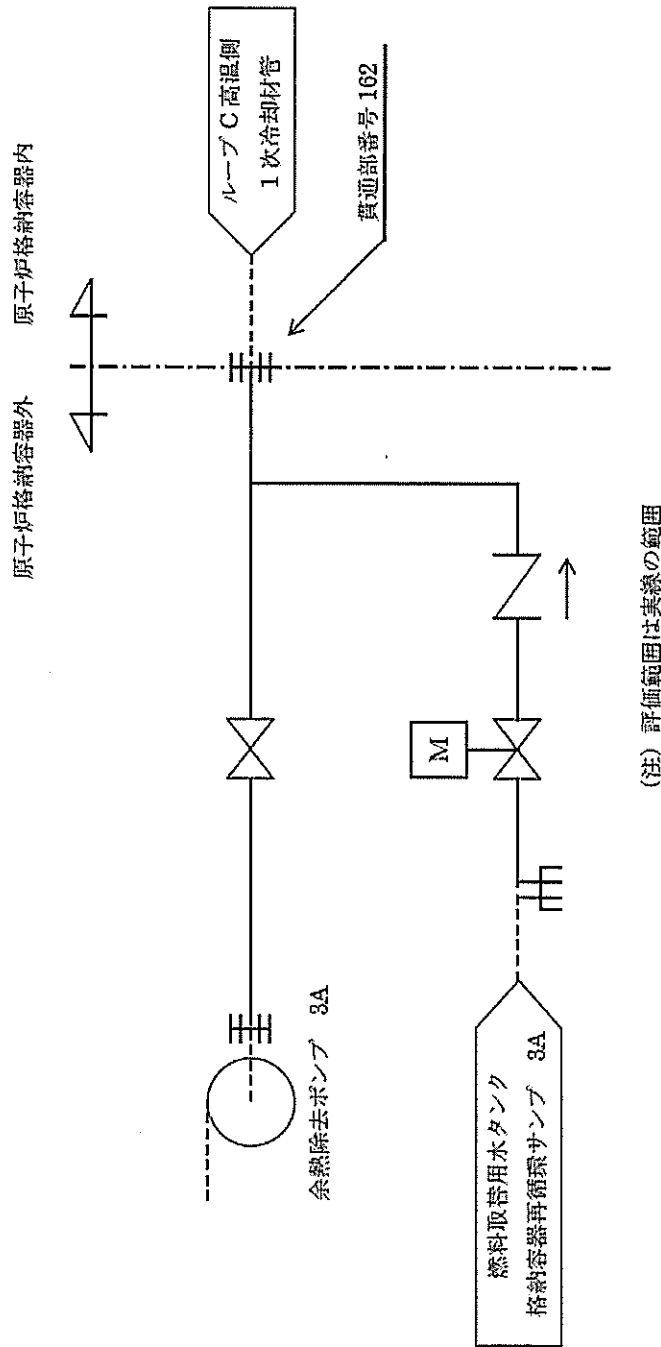 原子炉格納容器外
原子炉格納容器内
ループC高温側
1次冷却材管
貫通部番号162
余熱除去ポンプ 3A
M
燃料取替用水タンク
格納容器再循環サンプ 3A
(注) 評価範囲は実線の範囲